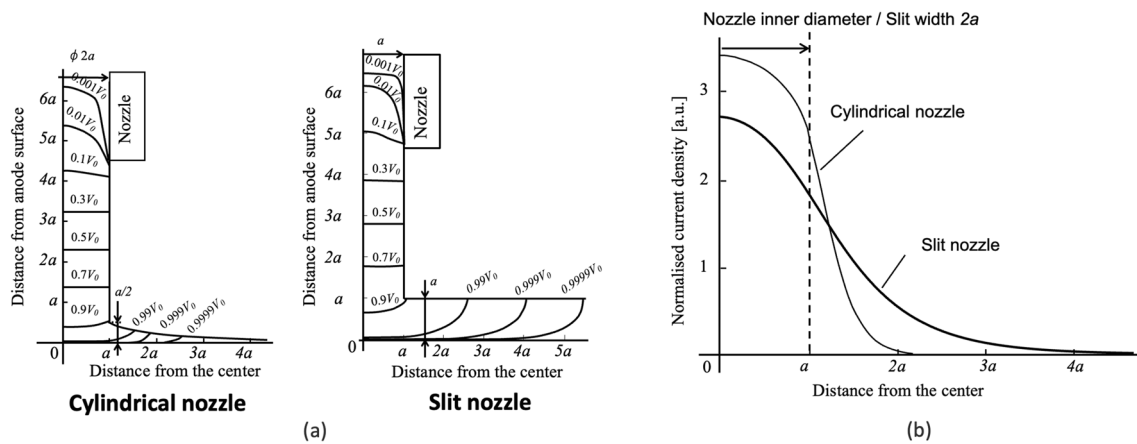 ϕ 2a
Distance from anode surface
6a
5a
4a
3a
2a
a
0
0.001V0
0.01V0
0.1V0
0.3V0
0.5V0
0.7V0
0.9V0
Nozzle
a/2
0.99V0
0.999V0
0.9999V0
a 2a 3a 4a
Distance from the center
Cylindrical nozzle
a
Distance from anode surface
6a
5a
4a
3a
2a
a
0
0.001V0
0.01V0
0.1V0
0.3V0
0.5V0
0.7V0
0.9V0
Nozzle
a
0.99V0
0.999V0
0.9999V0
a 2a 3a 4a 5a
Distance from the center
Slit nozzle
(a)
Nozzle inner diameter / Slit width 2a
Normalised current density [a.u.]
3
2
1
0
Cylindrical nozzle
Slit nozzle
a 2a 3a 4a
Distance from the center
(b)